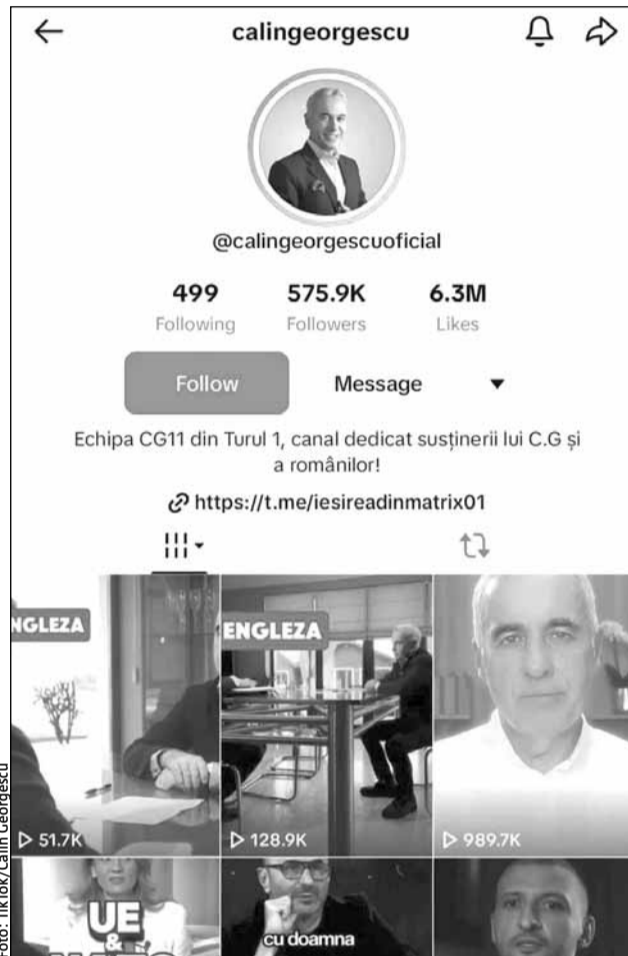 calingeorgescu
@calingeorgescuoficial
499 575.9K 6.3M
Following Followers Likes
Follow Message
Echipa CG11 din Turul 1, canal dedicat susținerii lui C.G și
a românilor!
https://t.me/iesireadinmatrix01
NGLEZA
ENGLEZA
51.7K
128.9K
989.7K
UE
&
cu doamna
Foto: TikTok/Călin Georgescu